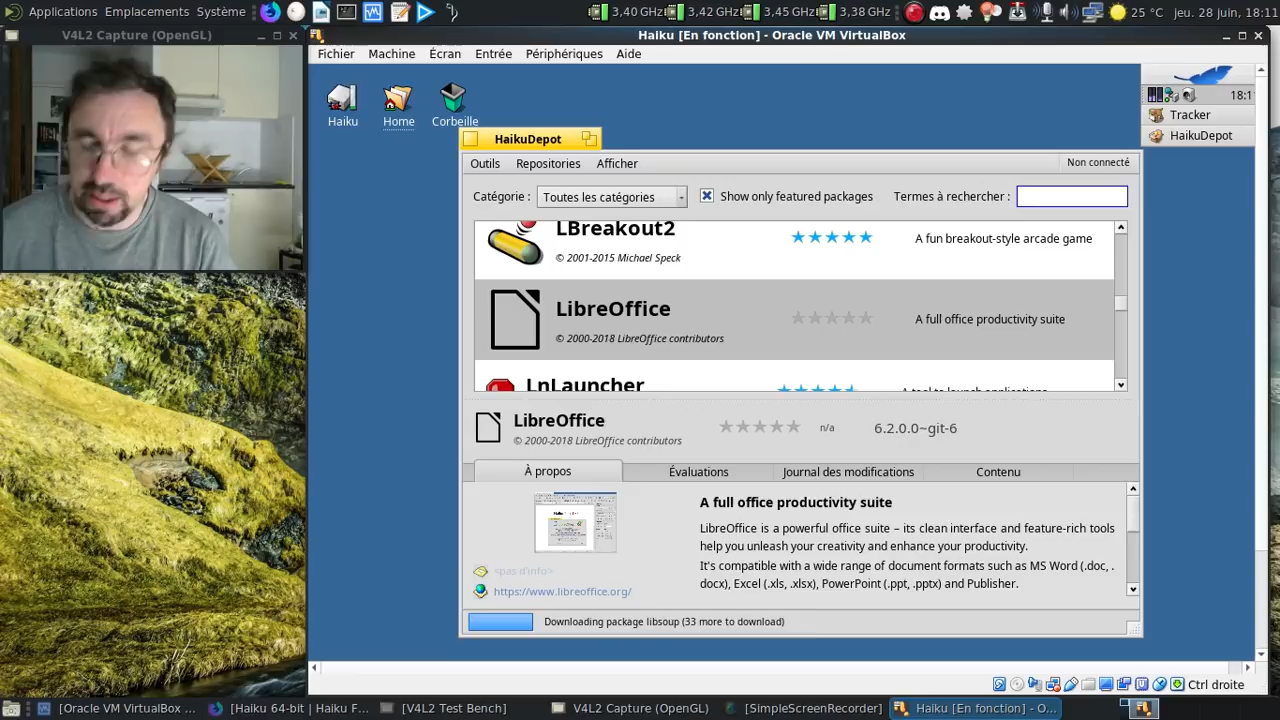 Applications Emplacements Système
3,40 GHz 3,42 GHz 3,45 GHz 3,38 GHz
25 °C jeu. 28 juin, 18:11
V4L2 Capture (OpenGL)
Haiku [En fonction] - Oracle VM VirtualBox
Fichier Machine Écran Entrée Périphériques Aide
Haiku Home Corbeille
18:1
Tracker
HaikuDepot
HaikuDepot
Outils Repositories Afficher Non connecté
Catégorie : Toutes les catégories Show only featured packages Termes à rechercher :
LBreakout2 A fun breakout-style arcade game
© 2001-2015 Michael Speck
LibreOffice A full office productivity suite
© 2000-2018 LibreOffice contributors
LnLauncher A tool to launch applications
LibreOffice n/a 6.2.0.0~git-6
© 2000-2018 LibreOffice contributors
À propos Évaluations Journal des modifications Contenu
A full office productivity suite
LibreOffice is a powerful office suite – its clean interface and feature-rich tools
help you unleash your creativity and enhance your productivity.
It's compatible with a wide range of document formats such as MS Word (.doc, .
docx), Excel (.xls, .xlsx), PowerPoint (.ppt, .pptx) and Publisher.
<pas d'info>
https://www.libreoffice.org/
Downloading package libsoup (33 more to download)
Ctrl droite
[Oracle VM VirtualBox ... [Haiku 64-bit | Haiku F... [V4L2 Test Bench] V4L2 Capture (OpenGL) [SimpleScreenRecorder] Haiku [En fonction] - O...